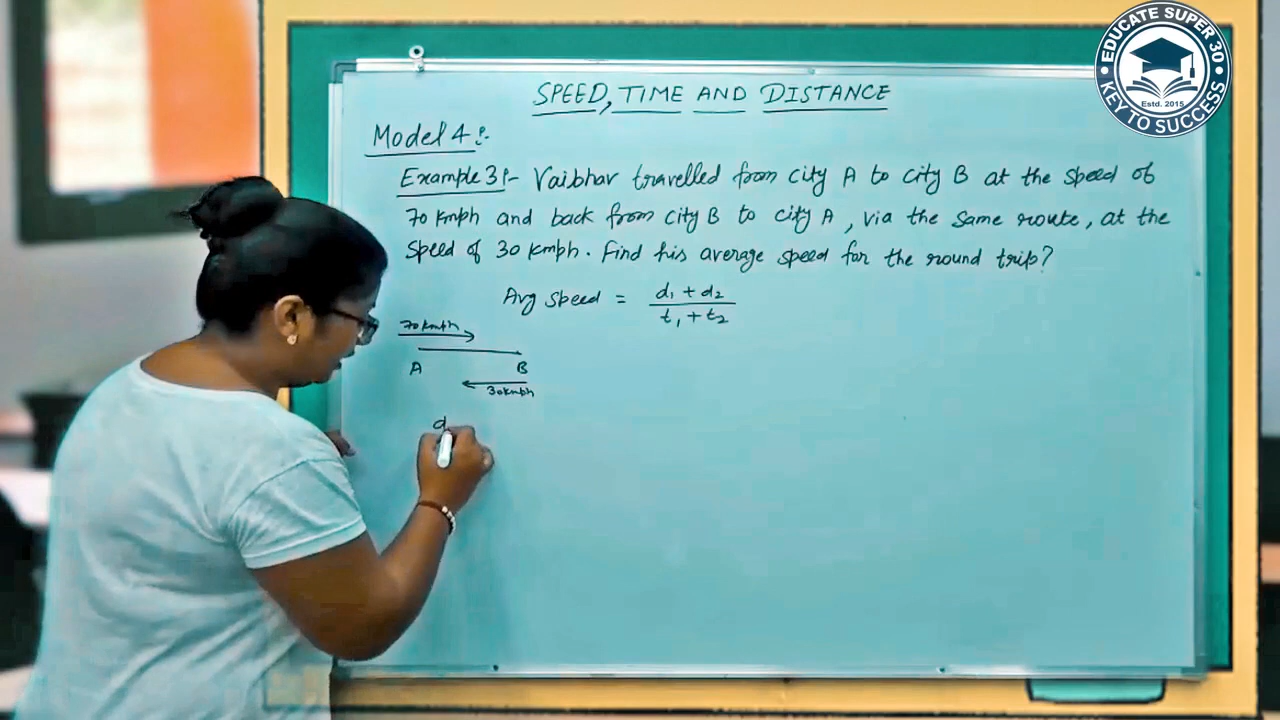 EDUCATE SUPER 30
KEY TO SUCCESS
Estd. 2015
SPEED, TIME AND DISTANCE
Model 4 :-
Example 3 :- Vaibhav travelled from city A to city B at the speed of
70 kmph and back from city B to city A, via the same route, at the
speed of 30 kmph. Find his average speed for the round trip?
Avg speed = d₁ + d₂ / t₁ + t₂
70 kmph
A B
30 kmph
d